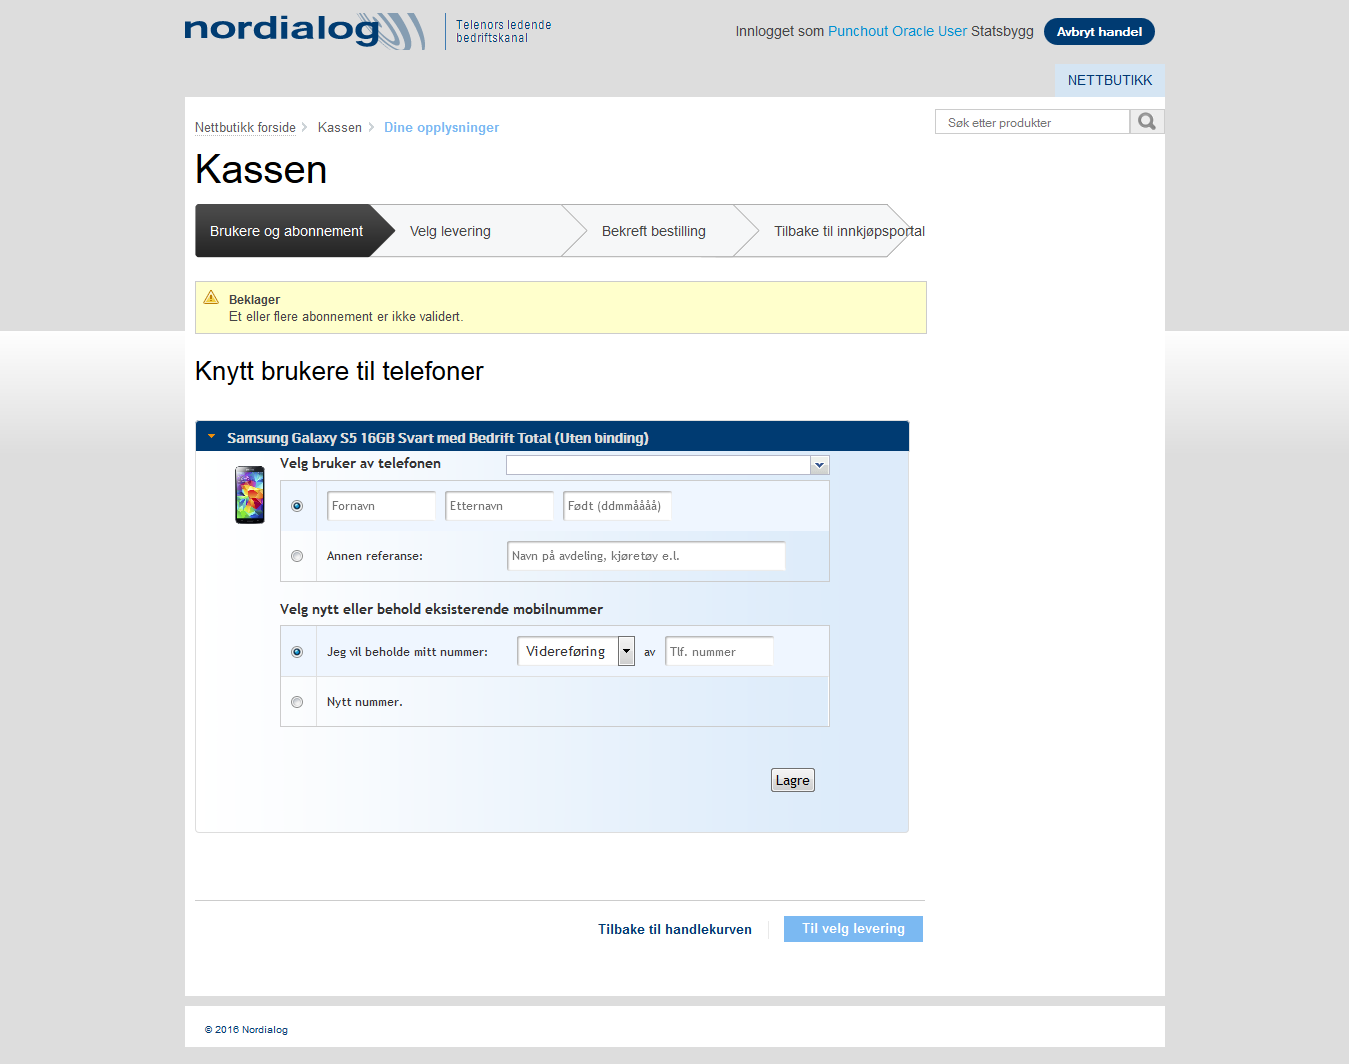 nordialog
Telenors ledende
bedriftskanal
Innlogget som Punchout Oracle User Statsbygg
Avbryt handel
NETTBUTIKK
Nettbutikk forside
Kassen
Dine opplysninger
Søk etter produkter
Kassen
Brukere og abonnement
Velg levering
Bekreft bestilling
Tilbake til innkjøpsportal
Beklager
Et eller flere abonnement er ikke validert.
Knytt brukere til telefoner
Samsung Galaxy S5 16GB Svart med Bedrift Total (Uten binding)
Velg bruker av telefonen
Fornavn
Etternavn
Født (ddmmåååå)
Annen referanse:
Navn på avdeling, kjøretøy e.l.
Velg nytt eller behold eksisterende mobilnummer
Jeg vil beholde mitt nummer:
Videreføring
av
Tlf. nummer
Nytt nummer.
Lagre
Tilbake til handlekurven
Til velg levering
© 2016 Nordialog